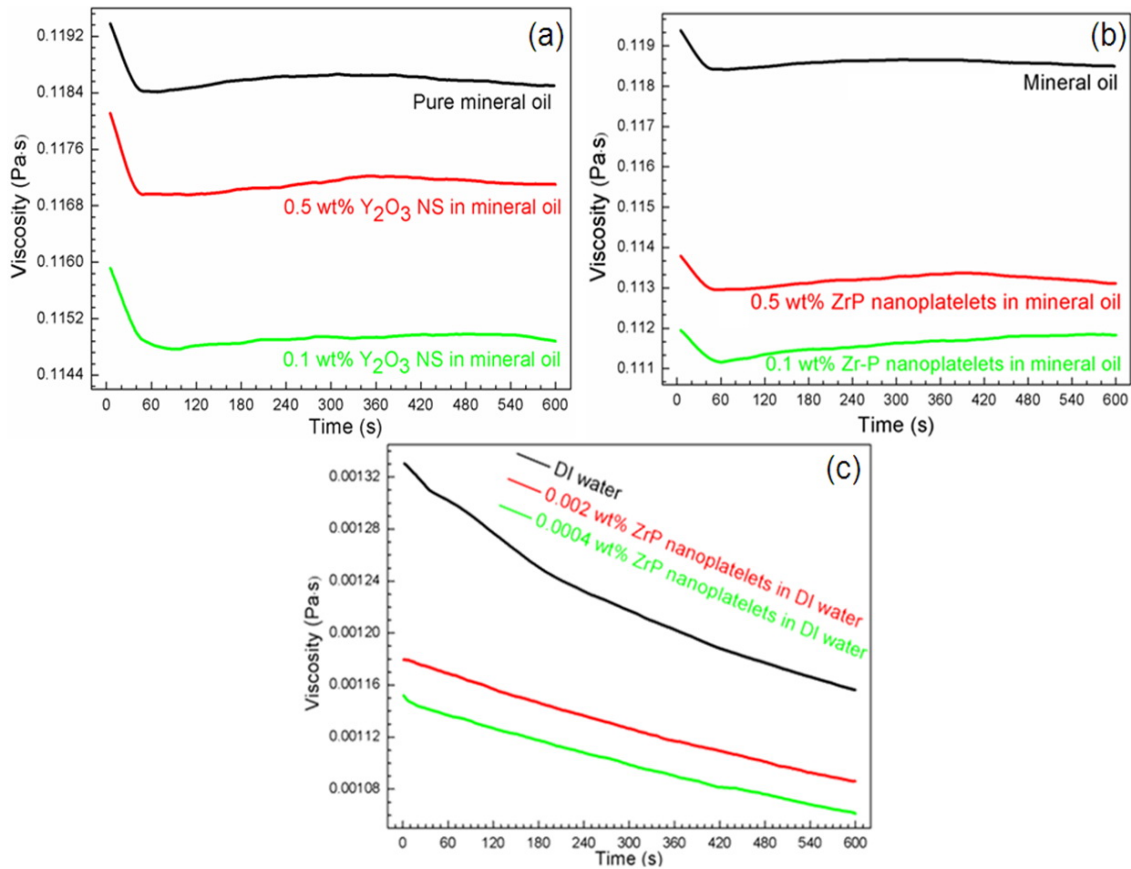 (a)
Viscosity (Pa·s)
0.1192
0.1184
0.1176
0.1168
0.1160
0.1152
0.1144
Pure mineral oil
0.5 wt% Y2O3 NS in mineral oil
0.1 wt% Y2O3 NS in mineral oil
0 60 120 180 240 300 360 420 480 540 600
Time (s)
(b)
Viscosity (Pa·s)
0.119
0.118
0.117
0.116
0.115
0.114
0.113
0.112
0.111
Mineral oil
0.5 wt% ZrP nanoplatelets in mineral oil
0.1 wt% Zr-P nanoplatelets in mineral oil
0 60 120 180 240 300 360 420 480 540 600
Time (s)
(c)
Viscosity (Pa·s)
0.00132
0.00128
0.00124
0.00120
0.00116
0.00112
0.00108
DI water
0.002 wt% ZrP nanoplatelets in DI water
0.0004 wt% ZrP nanoplatelets in DI water
0 60 120 180 240 300 360 420 480 540 600
Time (s)